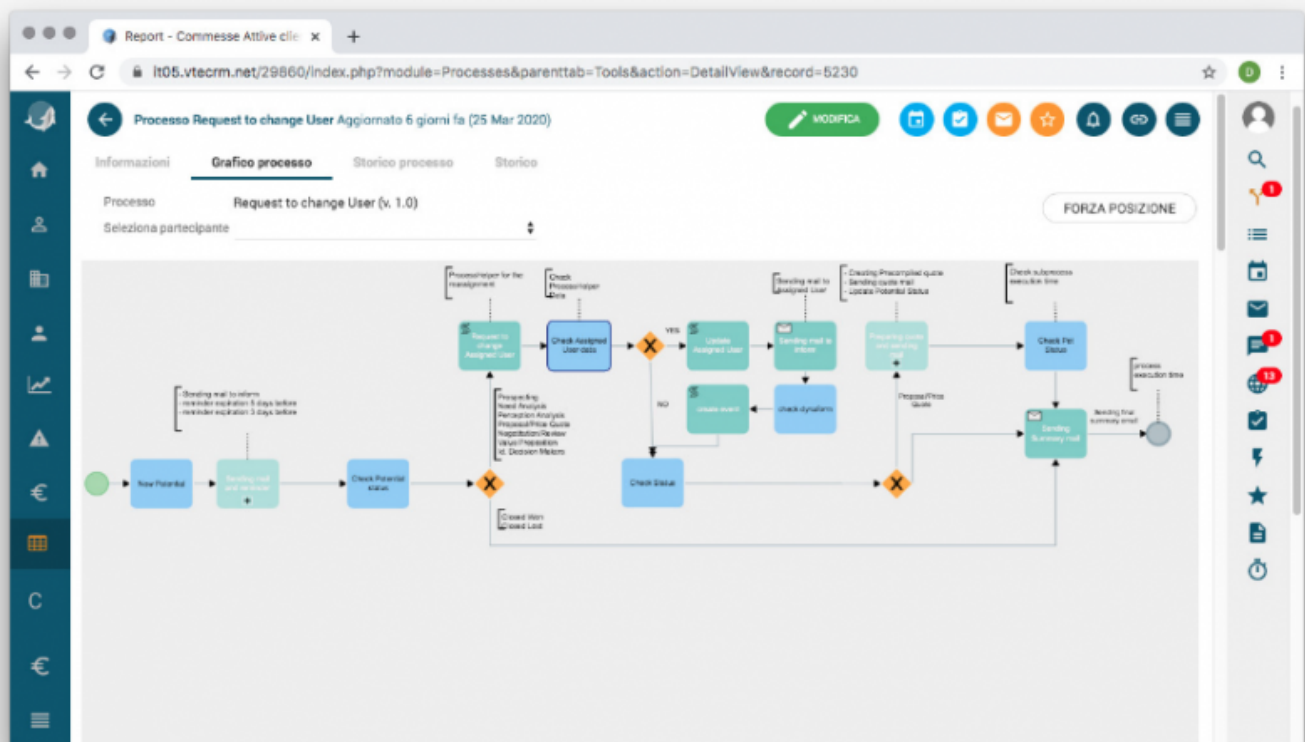 Report - Commesse Attive clie
lt05.vtecrm.net/29860/index.php?module=Processes&parenttab=Tools&action=DetailView&record=5230
D
Processo Request to change User Aggiornato 6 giorni fa (25 Mar 2020)
MODIFICA
Informazioni
Grafico processo
Storico processo
Storico
1
Processo
Request to change User (v. 1.0)
FORZA POSIZIONE
Seleziona partecipante
ProcessHelper for the
reassignment
Check
ProcessHelper
Data
Sending mail to
Assigned User
- Creating Precompiled quote
- Sending quote mail
- Update Potential Status
Check subprocess
execution time
Request to
change
Assigned User
Check Assigned
User data
X
YES
Update
Assigned User
Sending mail to
inform
Preparing Quote
and sending
mail
Check Pot
Status
1
13
process
execution time
- Sending mail to inform
- reminder expiration 5 days before
- reminder expiration 3 days before
Prospecting
Need Analysis
Perception Analysis
Proposal/Price Quote
Negotiation/Review
Value Proposition
Id. Decision Makers
NO
create event
check dynaform
Proposal/Price
Quote
Sending
Summary mail
Sending final
summary email
New Potential
Sending mail
and reminder
Check Potential
status
X
Check Status
X
Closed Won
Closed Lost
C